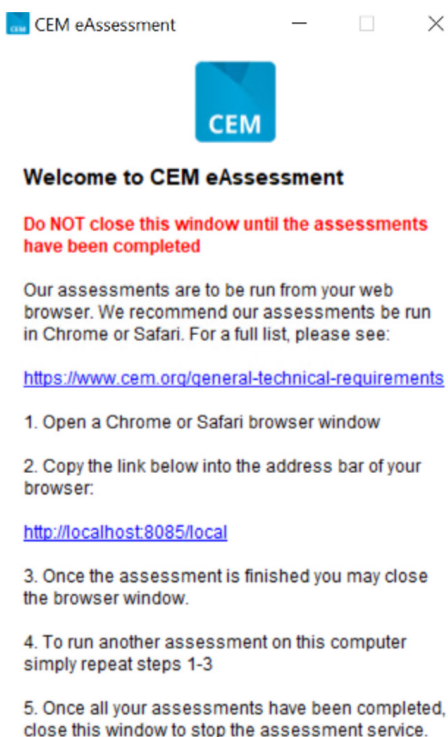 CEM eAssessment
CEM
Welcome to CEM eAssessment
Do NOT close this window until the assessments
have been completed
Our assessments are to be run from your web
browser. We recommend our assessments be run
in Chrome or Safari. For a full list, please see:
https://www.cem.org/general-technical-requirements
1. Open a Chrome or Safari browser window
2. Copy the link below into the address bar of your
browser:
http://localhost:8085/local
3. Once the assessment is finished you may close
the browser window.
4. To run another assessment on this computer
simply repeat steps 1-3
5. Once all your assessments have been completed,
close this window to stop the assessment service.